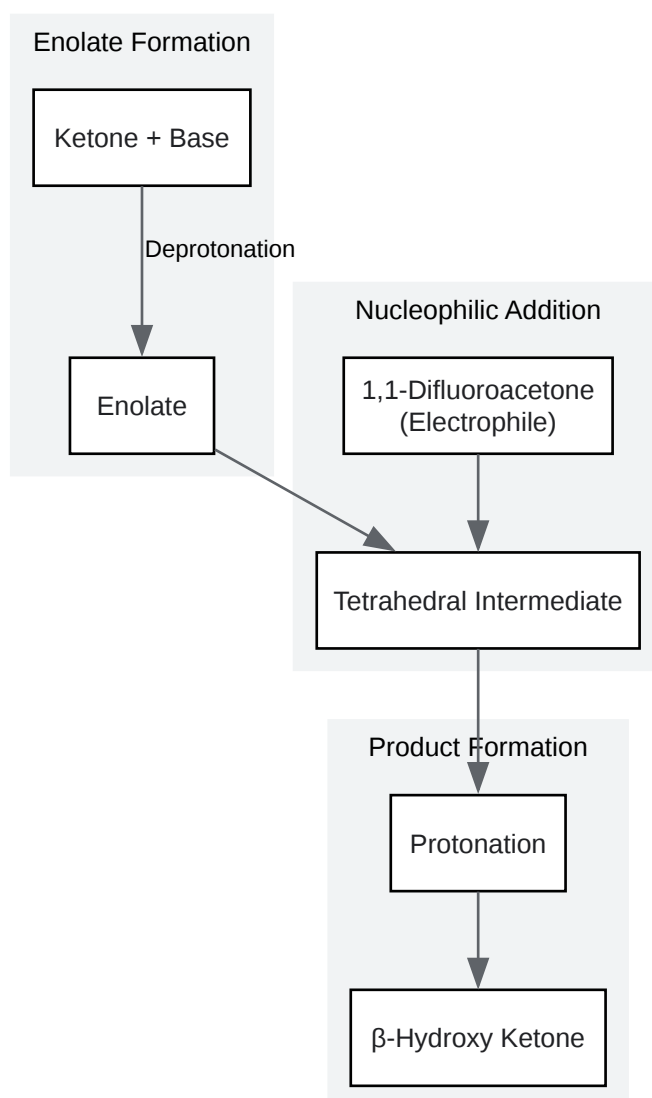 Enolate Formation
Ketone + Base
Deprotonation
Enolate
Nucleophilic Addition
1,1-Difluoroacetone
(Electrophile)
Tetrahedral Intermediate
Product Formation
Protonation
β-Hydroxy Ketone